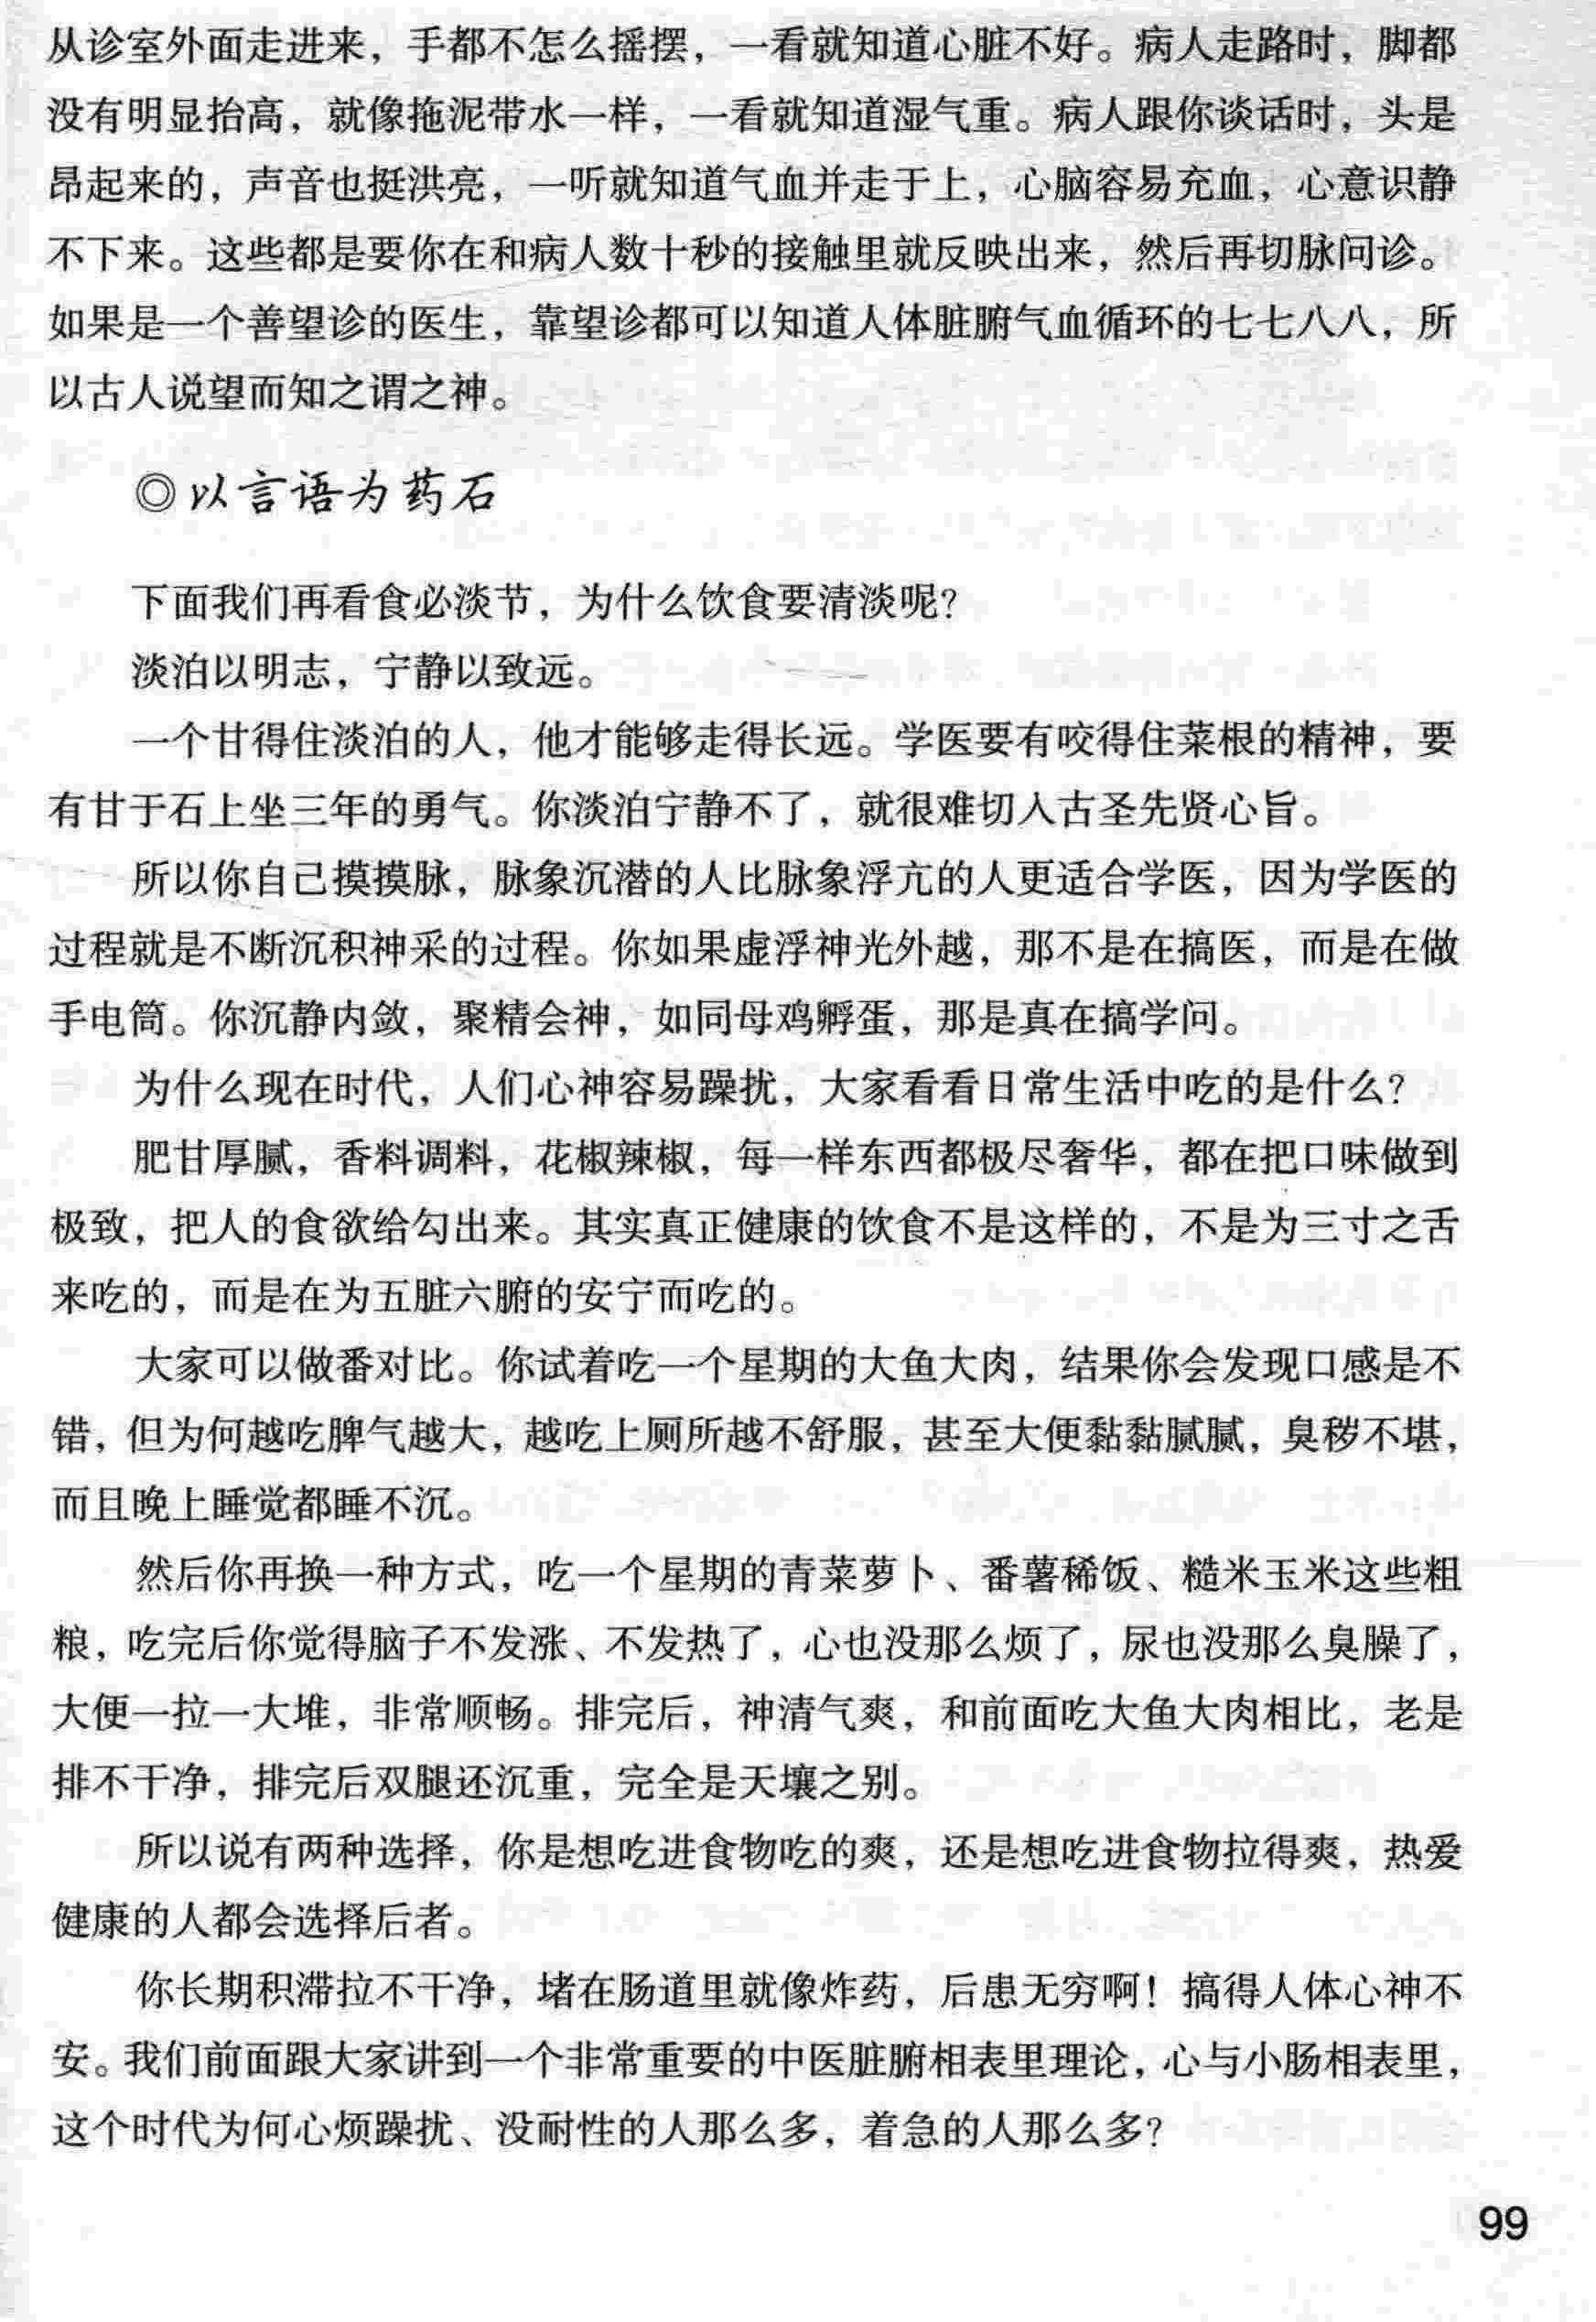 从诊室外面走进来，手都不怎么摇摆，一看就知道心脏不好。病人走路时，脚都
没有明显抬高，就像拖泥带水一样，一看就知道湿气重。病人跟你谈话时，头是
昂起来的，声音也挺洪亮，一听就知道气血并走于上，心脑容易充血，心意识静
不下来。这些都是要你在和病人数十秒的接触里就反映出来，然后再切脉问诊。
如果是一个善望诊的医生，靠望诊都可以知道人体脏腑气血循环的七七八八，所
以古人说望而知之谓之神。
◎以言语为药石
下面我们再看食必淡节，为什么饮食要清淡呢？
淡泊以明志，宁静以致远。
一个甘得住淡泊的人，他才能够走得长远。学医要有咬得住菜根的精神，要
有甘于石上坐三年的勇气。你淡泊宁静不了，就很难切入古圣先贤心旨。
所以你自己摸摸脉，脉象沉潜的人比脉象浮亢的人更适合学医，因为学医的
过程就是不断沉积神采的过程。你如果虚浮神光外越，那不是在搞医，而是在做
手电筒。你沉静内敛，聚精会神，如同母鸡孵蛋，那是真在搞学问。
为什么现在时代，人们心神容易躁扰，大家看看日常生活中吃的是什么？
肥甘厚腻，香料调料，花椒辣椒，每一样东西都极尽奢华，都在把口味做到
极致，把人的食欲给勾出来。其实真正健康的饮食不是这样的，不是为三寸之舌
来吃的，而是在为五脏六腑的安宁而吃的。
大家可以做番对比。你试着吃一个星期的大鱼大肉，结果你会发现口感是不
错，但为何越吃脾气越大，越吃上厕所越不舒服，甚至大便黏黏腻腻，臭秽不堪，
而且晚上睡觉都睡不沉。
然后你再换一种方式，吃一个星期的青菜萝卜、番薯稀饭、糙米玉米这些粗
粮，吃完后你觉得脑子不发涨、不发热了，心也没那么烦了，尿也没那么臭臊了，
大便一拉一大堆，非常顺畅。排完后，神清气爽，和前面吃大鱼大肉相比，老是
排不干净，排完后双腿还沉重，完全是天壤之别。
所以说有两种选择，你是想吃进食物吃的爽，还是想吃进食物拉得爽，热爱
健康的人都会选择后者。
你长期积滞拉不干净，堵在肠道里就像炸药，后患无穷啊！搞得人体心神不
安。我们前面跟大家讲到一个非常重要的中医脏腑相表里理论，心与小肠相表里，
这个时代为何心烦躁扰、没耐性的人那么多，着急的人那么多？
99